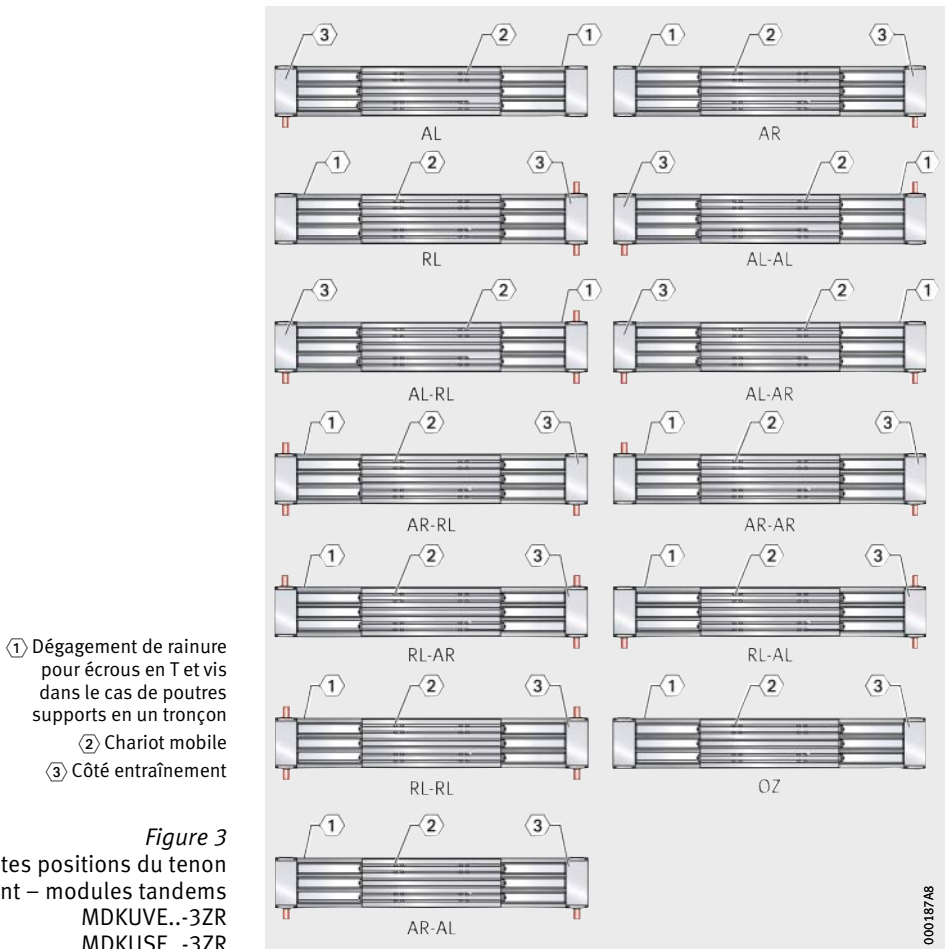 3 2 1 1 2 3
AL AR
1 2 3 3 2 1
RL AL-AL
3 2 1 3 2 1
AL-RL AL-AR
1 2 3 1 2 3
AR-RL AR-AR
1 2 3 1 2 3
RL-AR RL-AL
1 2 3 1 2 3
RL-RL OZ
1 2 3
AR-AL
1 Dégagement de rainure
pour écrous en T et vis
dans le cas de poutres
supports en un tronçon
2 Chariot mobile
3 Côté entraînement
Figure 3
tes positions du tenon
nt – modules tandems
MDKUVE..-3ZR
MDKUSE..-3ZR
000187A8